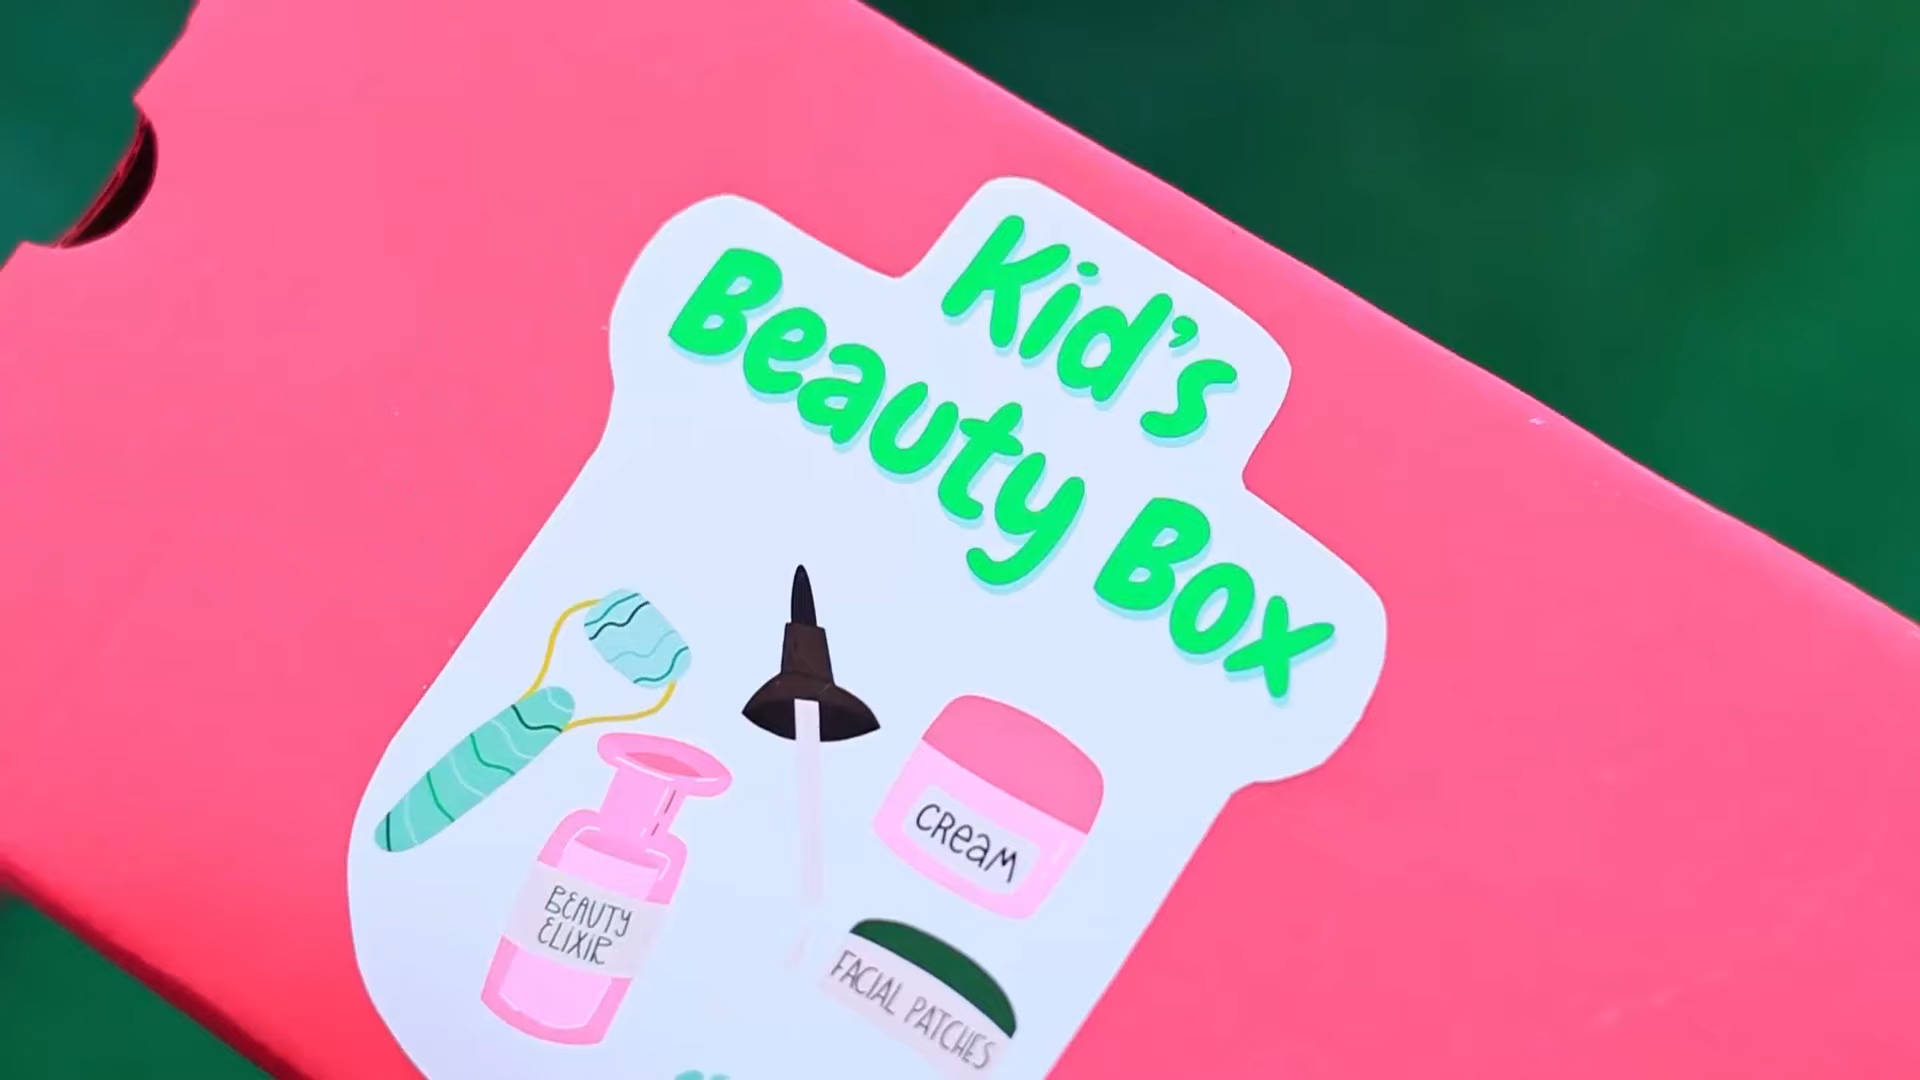 Kid's
Beauty Box
CREAM
BEAUTY
ELIXIR
FACIAL PATCHES